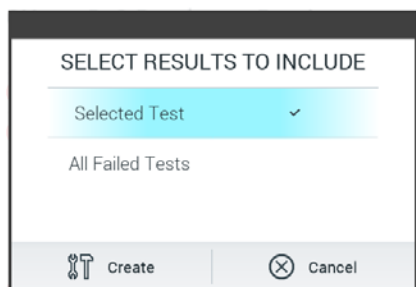 SELECT RESULTS TO INCLUDE
Selected Test
All Failed Tests
Create Cancel